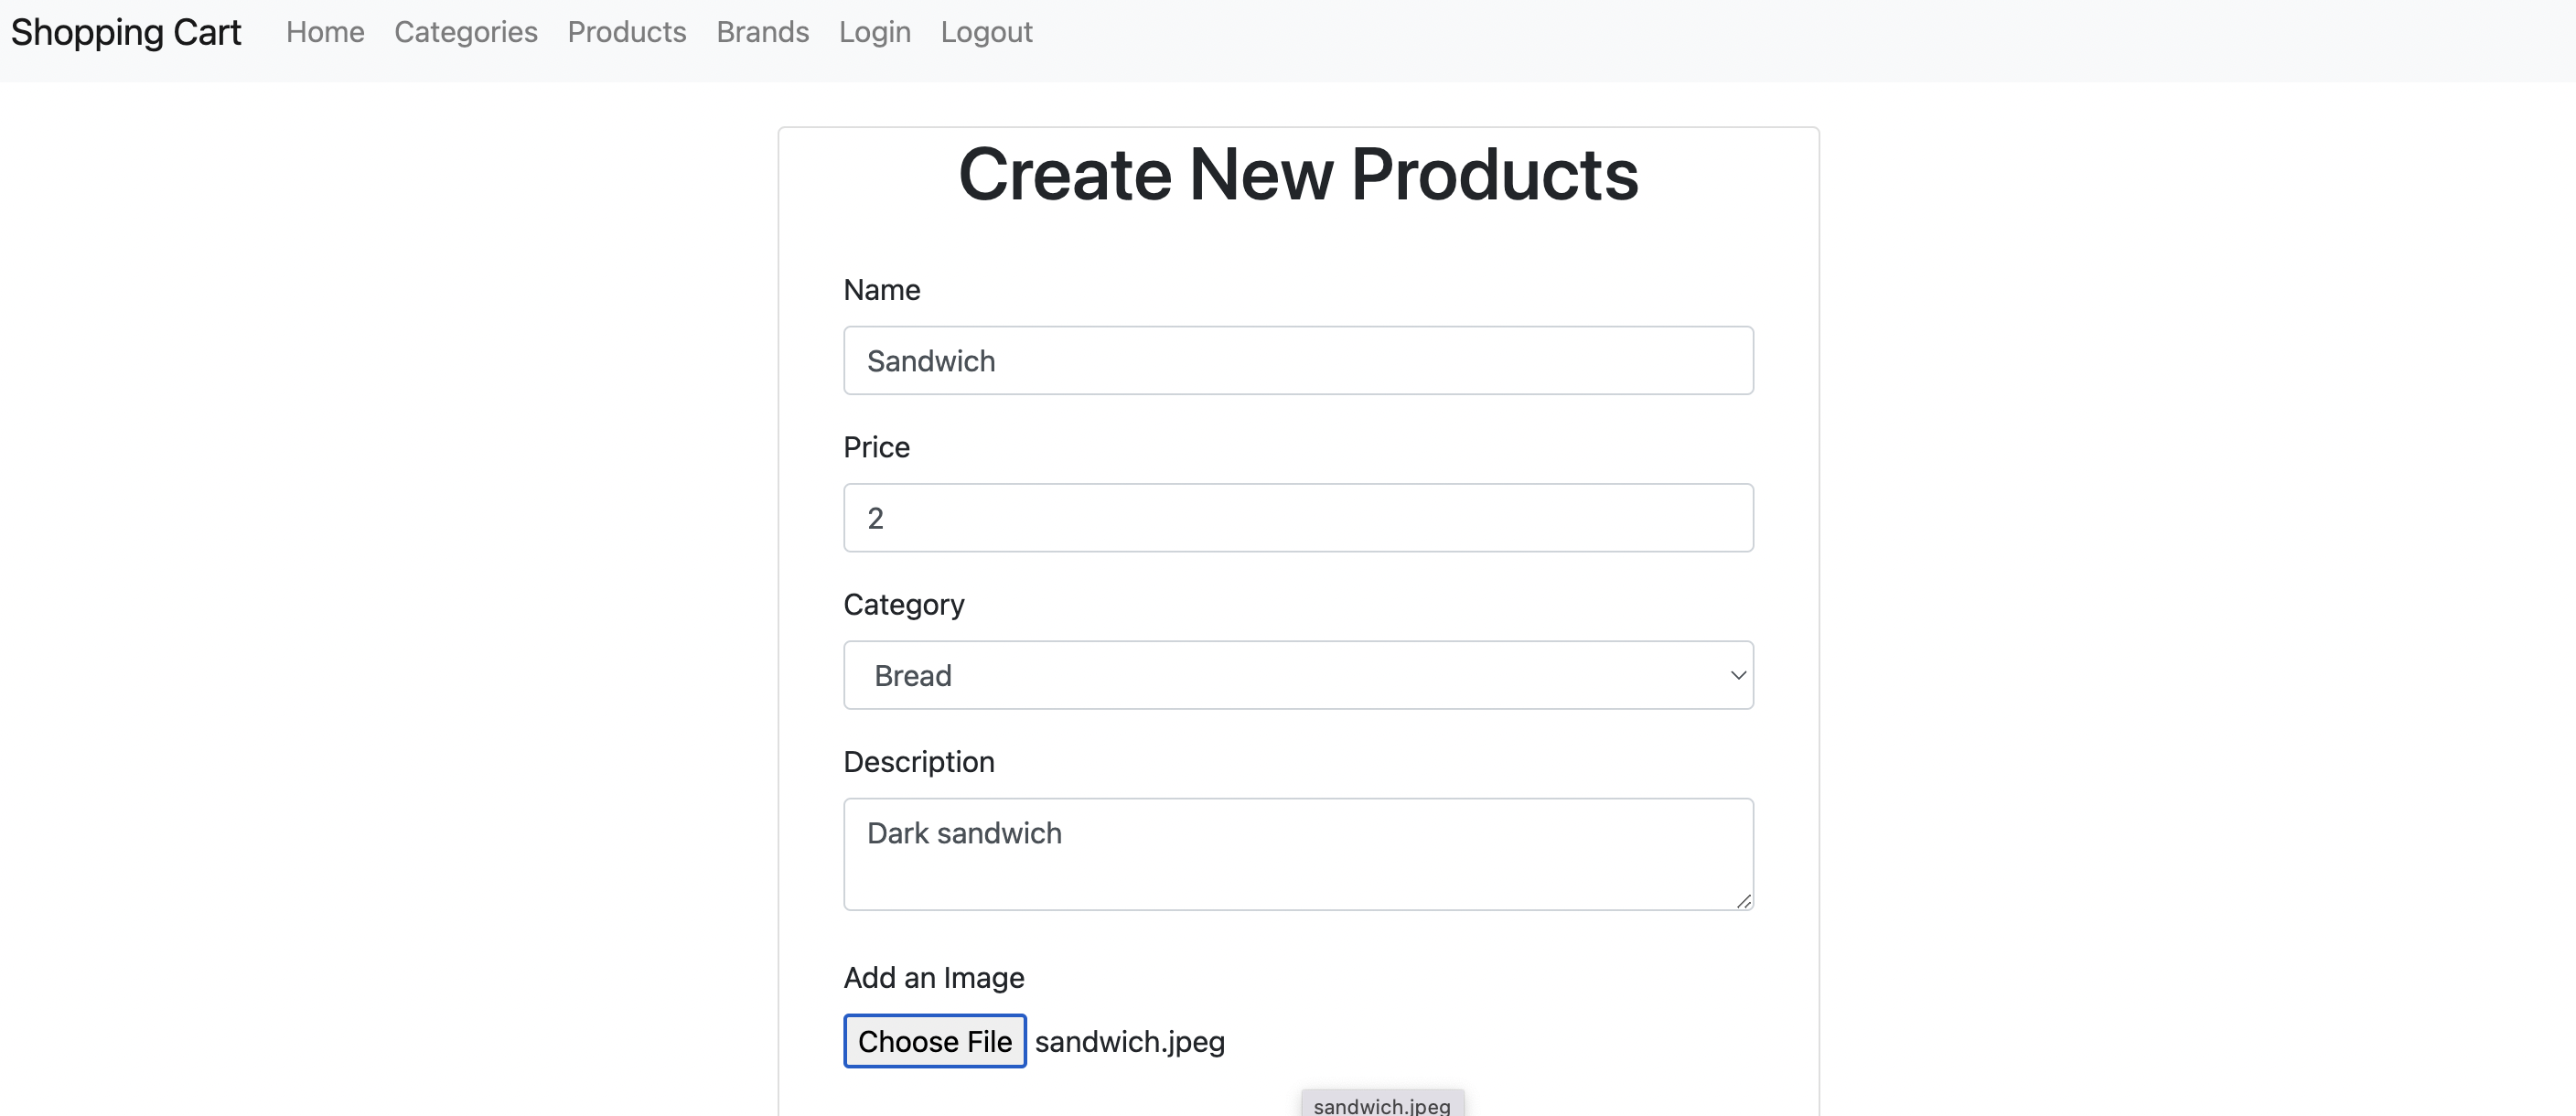 Shopping Cart Home Categories Products Brands Login Logout
Create New Products
Name
Sandwich
Price
2
Category
Bread
Description
Dark sandwich
Add an Image
Choose File sandwich.jpeg
sandwich.jpeg